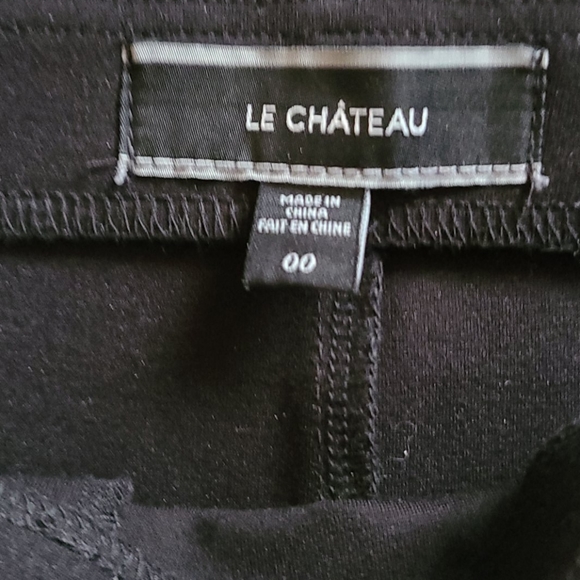 LE CHÂTEAU
MADE IN
CHINA
FAIT EN CHINE
00